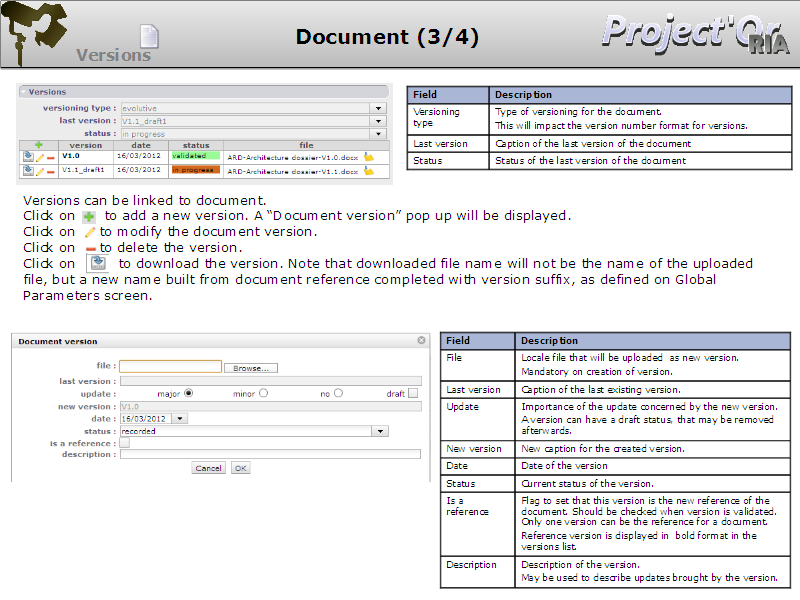 Document (3/4)
Project'Or
RIA
Versions
Versions
versioning type : evolutive
last version : V1.1_draft1
status : in progress
version date status file
V1.0 16/03/2012 validated ARD-Architecture dossier-V1.0.docx
V1.1_draft1 16/03/2012 in progress ARD-Architecture dossier-V1.1.docx
Field Description
Versioning type Type of versioning for the document.
This will impact the version number format for versions.
Last version Caption of the last version of the document
Status Status of the last version of the document
Versions can be linked to document.
Click on to add a new version. A “Document version” pop up will be displayed.
Click on to modify the document version.
Click on to delete the version.
Click on to download the version. Note that downloaded file name will not be the name of the uploaded
file, but a new name built from document reference completed with version suffix, as defined on Global
Parameters screen.
Document version
file : Browse...
last version :
update : major minor no draft
new version : V1.0
date : 16/03/2012
status : recorded
is a reference :
description :
Cancel OK
Field Description
File Locale file that will be uploaded as new version.
Mandatory on creation of version.
Last version Caption of the last existing version.
Update Importance of the update concerned by the new version.
A version can have a draft status, that may be removed
afterwards.
New version New caption for the created version.
Date Date of the version
Status Current status of the version.
Is a reference Flag to set that this version is the new reference of the
document. Should be checked when version is validated.
Only one version can be the reference for a document.
Reference version is displayed in bold format in the
versions list.
Description Description of the version.
May be used to describe updates brought by the version.